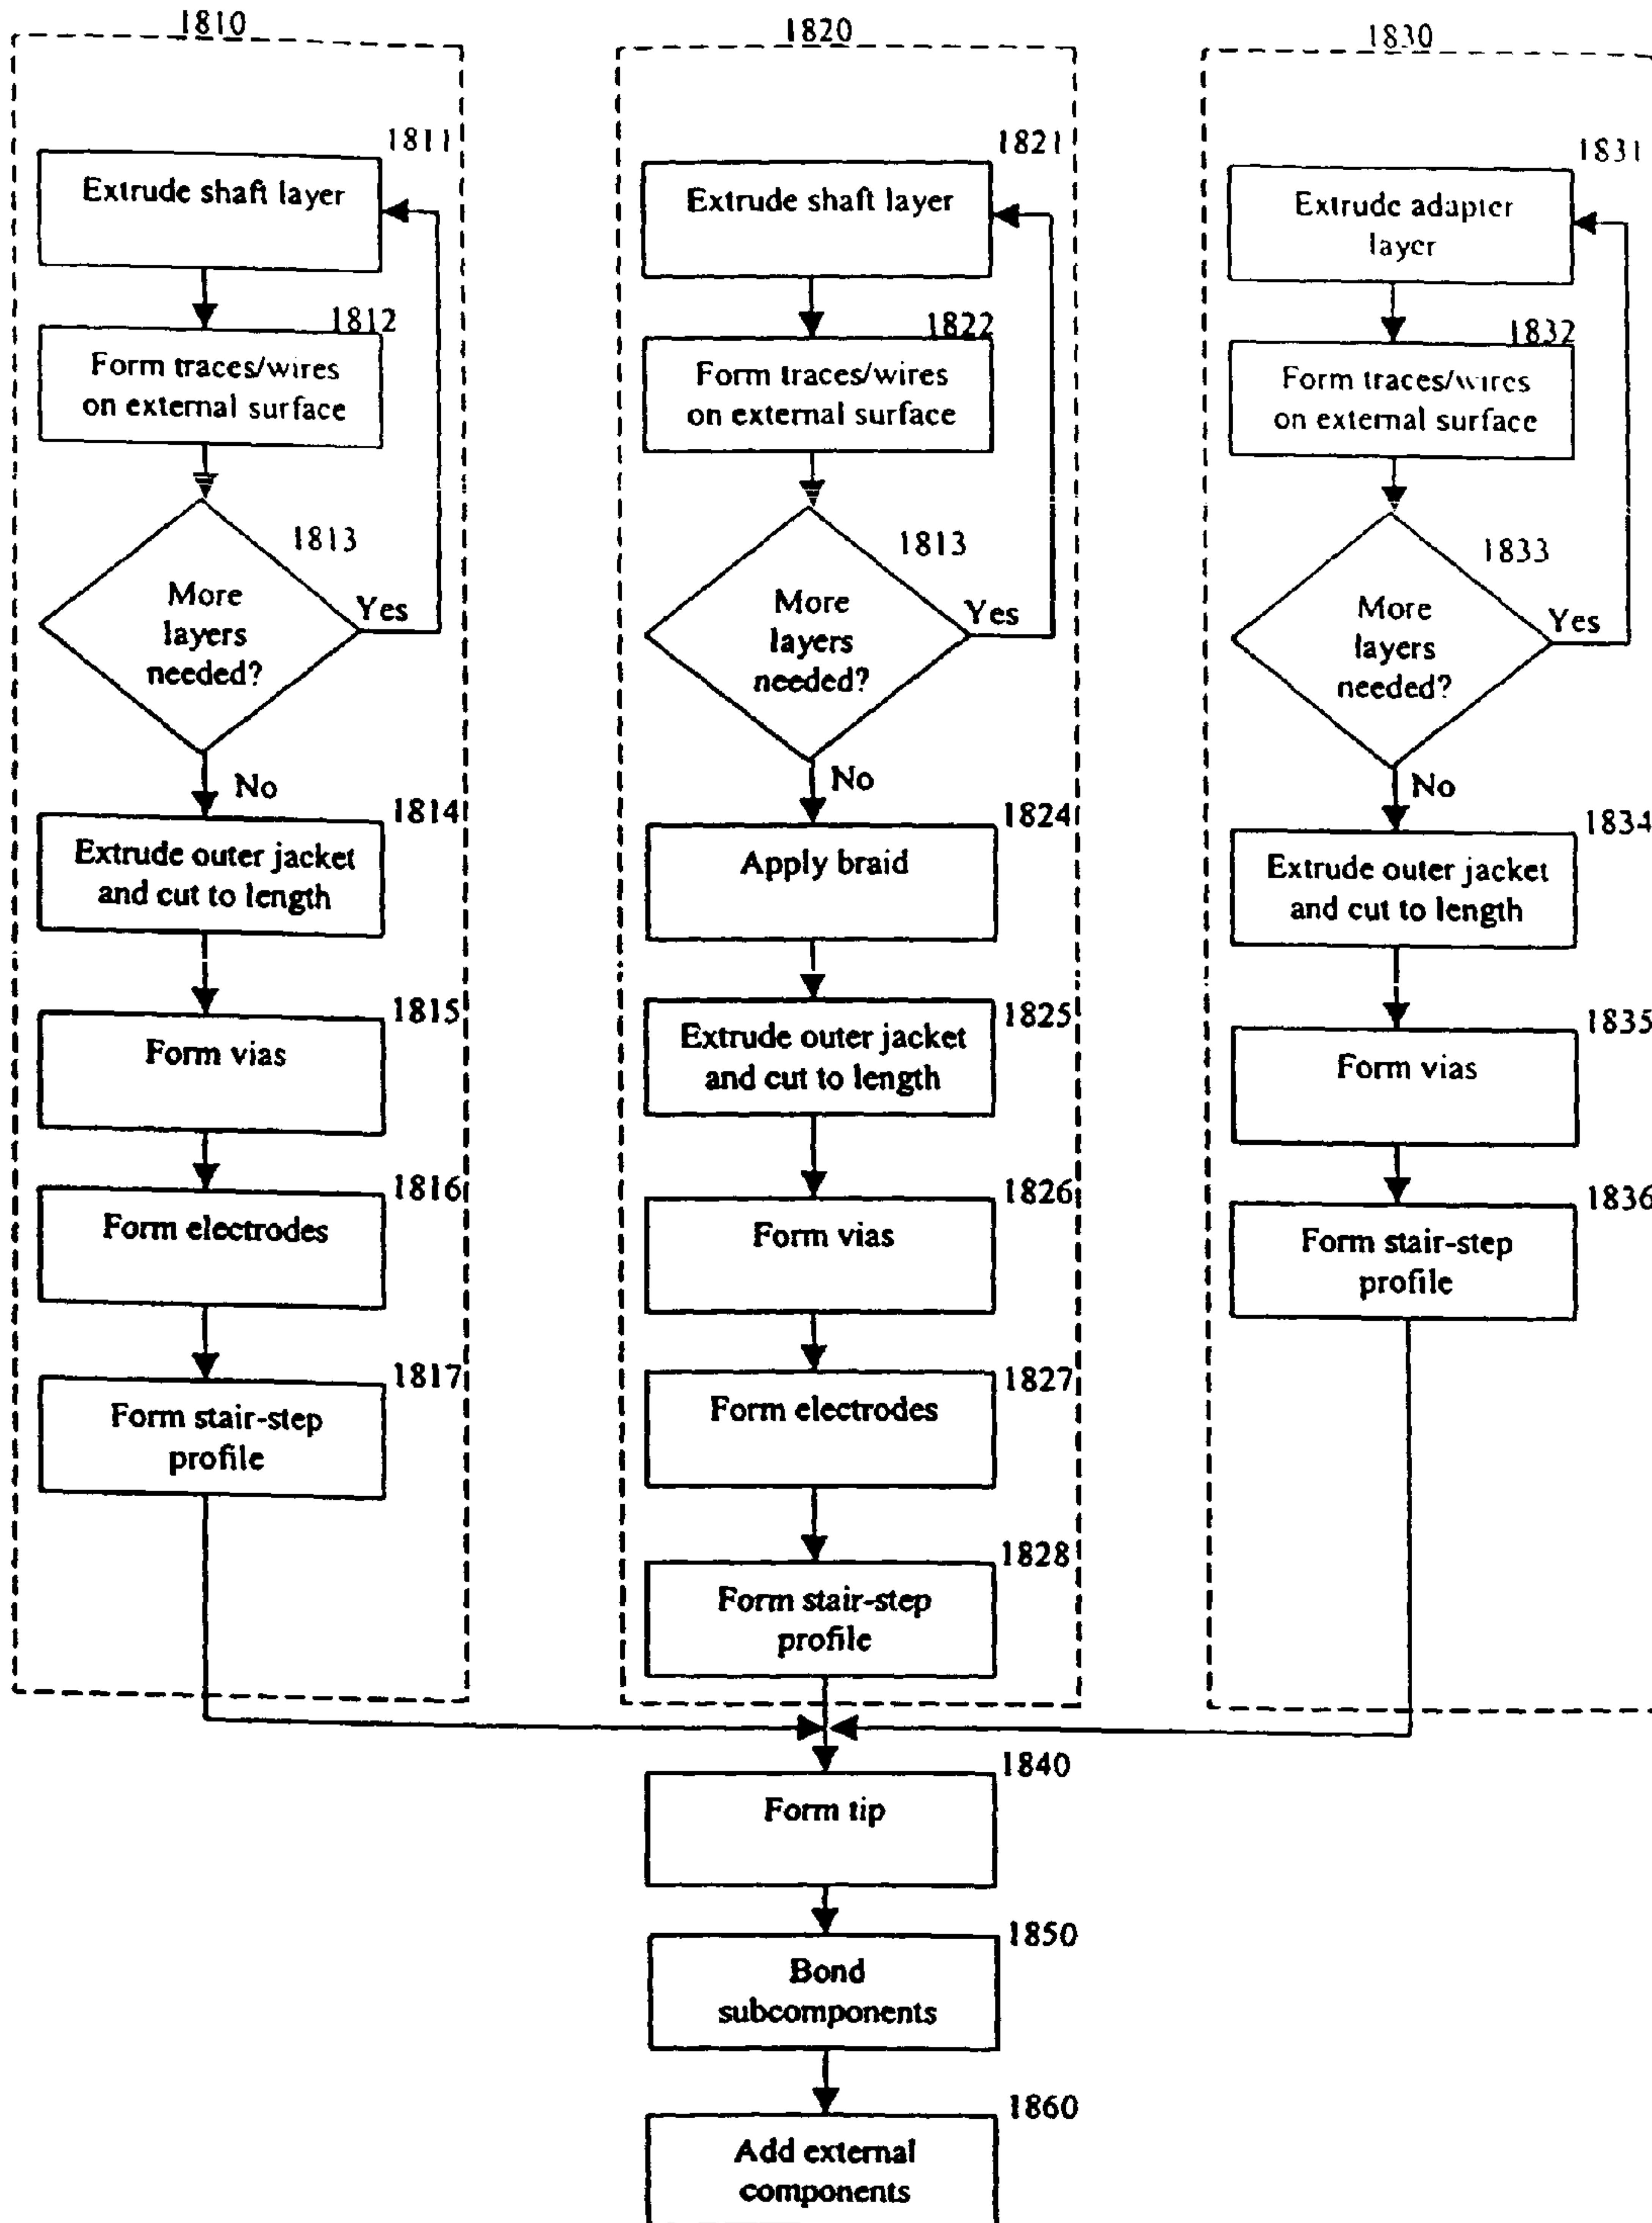 1810
1811
Extrude shaft layer
1812
Form traces/wires
on external surface
1813
More
layers
needed?
Yes
No
1814
Extrude outer jacket
and cut to length
1815
Form vias
1816
Form electrodes
1817
Form stair-step
profile
1820
1821
Extrude shaft layer
1822
Form traces/wires
on external surface
1813
More
layers
needed?
Yes
No
1824
Apply braid
1825
Extrude outer jacket
and cut to length
1826
Form vias
1827
Form electrodes
1828
Form stair-step
profile
1830
1831
Extrude adapter
layer
1832
Form traces/wires
on external surface
1833
More
layers
needed?
Yes
No
1834
Extrude outer jacket
and cut to length
1835
Form vias
1836
Form stair-step
profile
1840
Form tip
1850
Bond
subcomponents
1860
Add external
components